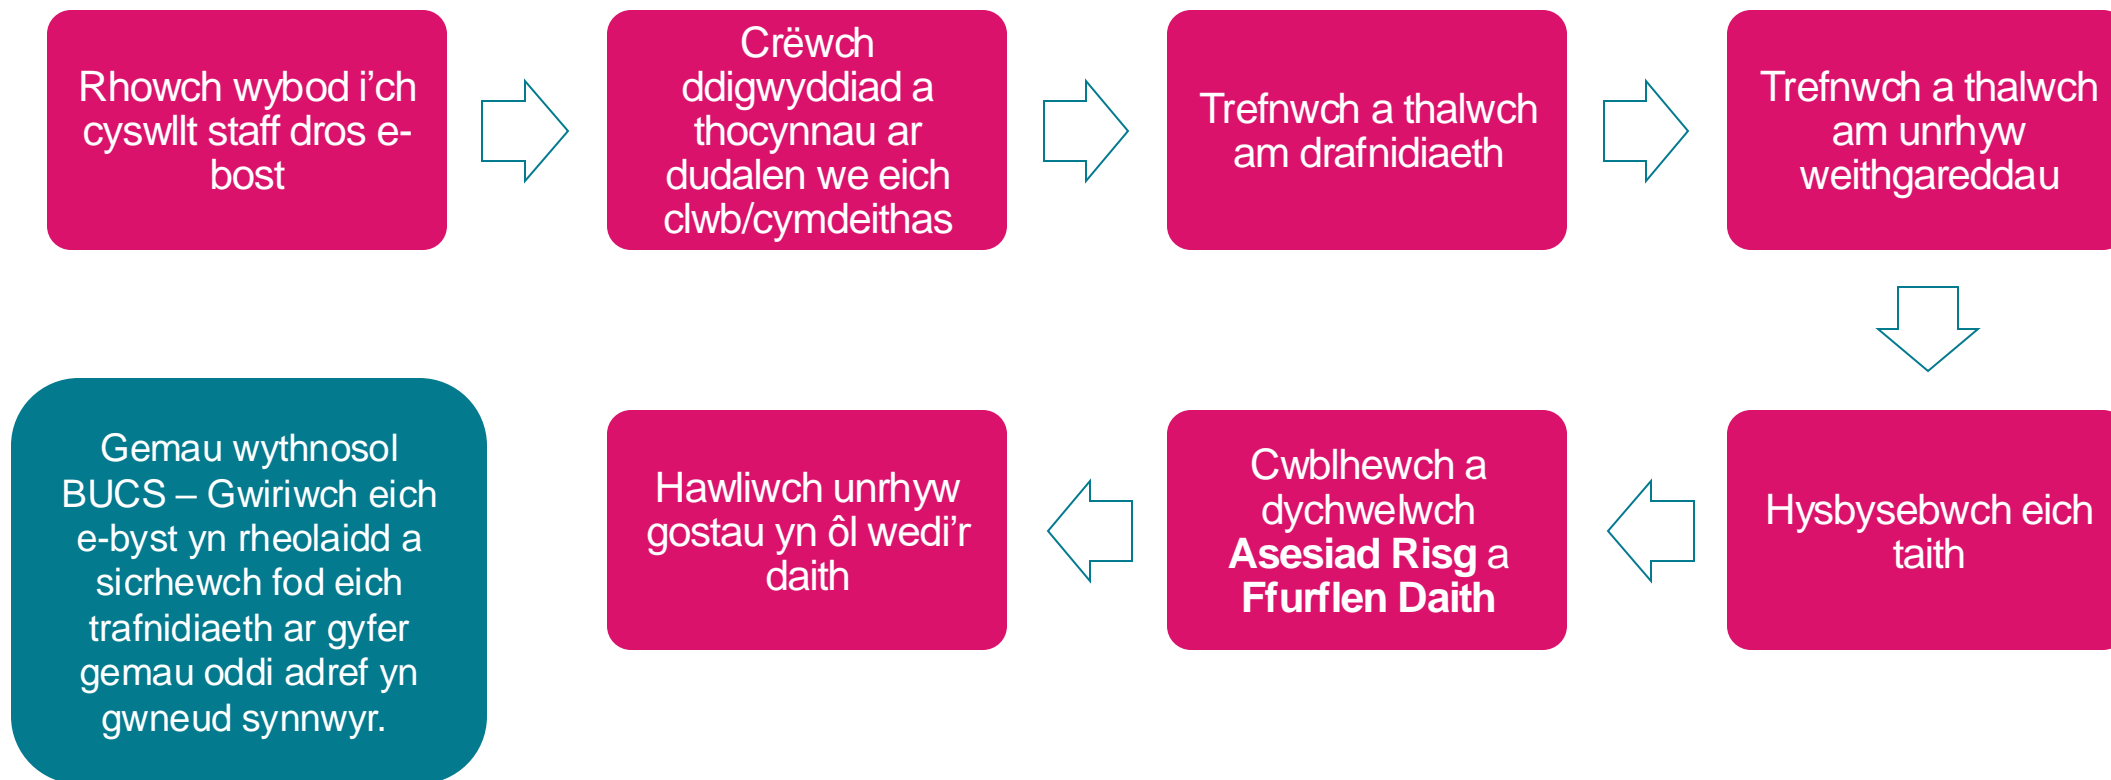 Rhowch wybod i’ch
cyswllt staff dros e-
bost
Crëwch
ddigwyddiad a
thocynnau ar
dudalen we eich
clwb/cymdeithas
Trefnwch a thalwch
am drafnidiaeth
Trefnwch a thalwch
am unrhyw
weithgareddau
Hysbysebwch eich
taith
Cwblhewch a
dychwelwch
Asesiad Risg a
Ffurflen Daith
Hawliwch unrhyw
gostau yn ôl wedi’r
daith
Gemau wythnosol
BUCS – Gwiriwch eich
e-byst yn rheolaidd a
sicrhewch fod eich
trafnidiaeth ar gyfer
gemau oddi adref yn
gwneud synnwyr.